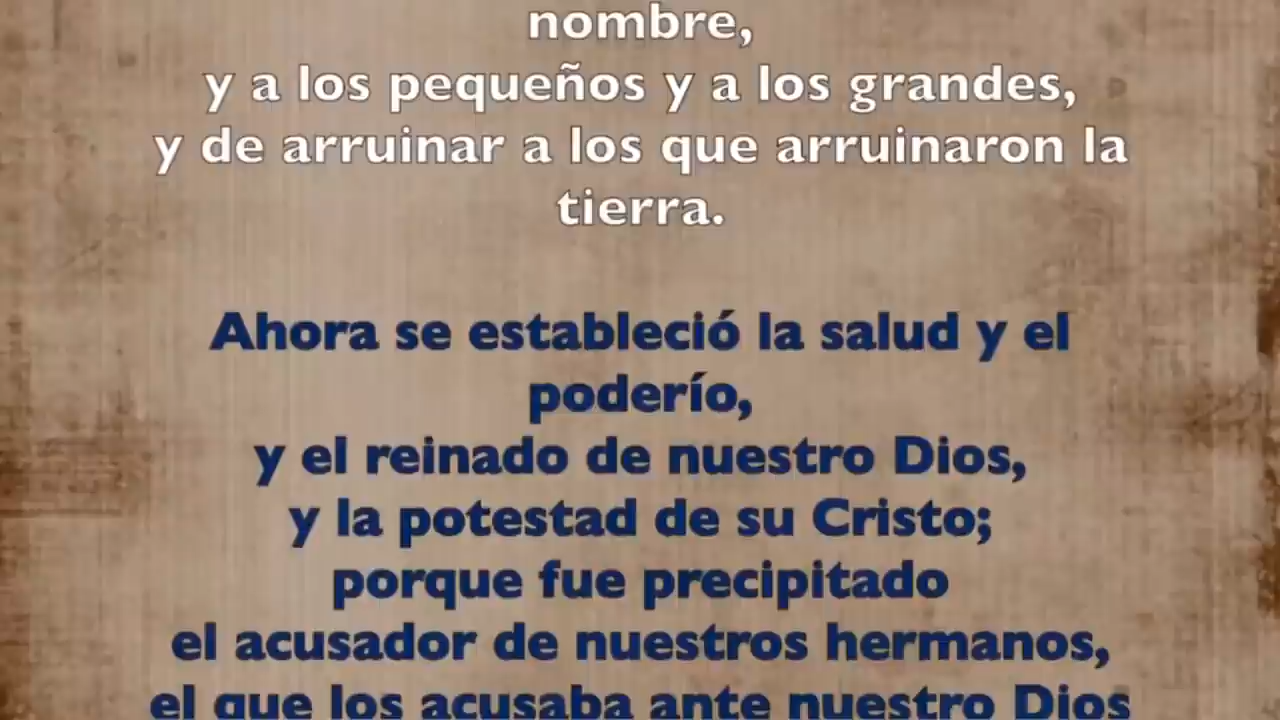 nombre,
y a los pequeños y a los grandes,
y de arruinar a los que arruinaron la
tierra.
Ahora se estableció la salud y el
poderío,
y el reinado de nuestro Dios,
y la potestad de su Cristo;
porque fue precipitado
el acusador de nuestros hermanos,
el que los acusaba ante nuestro Dios